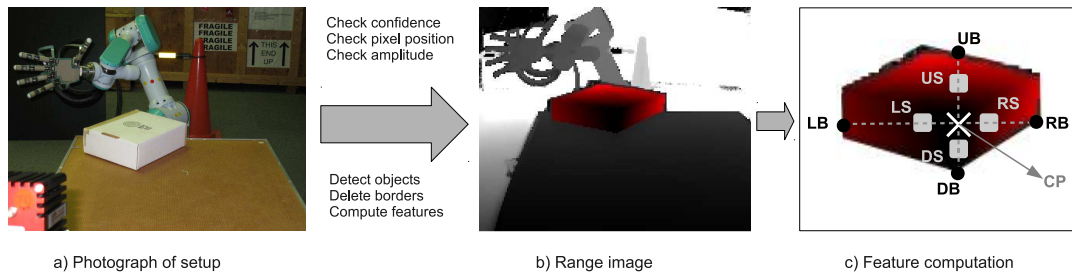 FRAGILE
FRAGILE
FRAGILE
FRAGILE
THIS
END
UP
Check confidence
Check pixel position
Check amplitude
Detect objects
Delete borders
Compute features
UB
US
LS
RS
LB
RB
DS
DB
CP
a) Photograph of setup
b) Range image
c) Feature computation